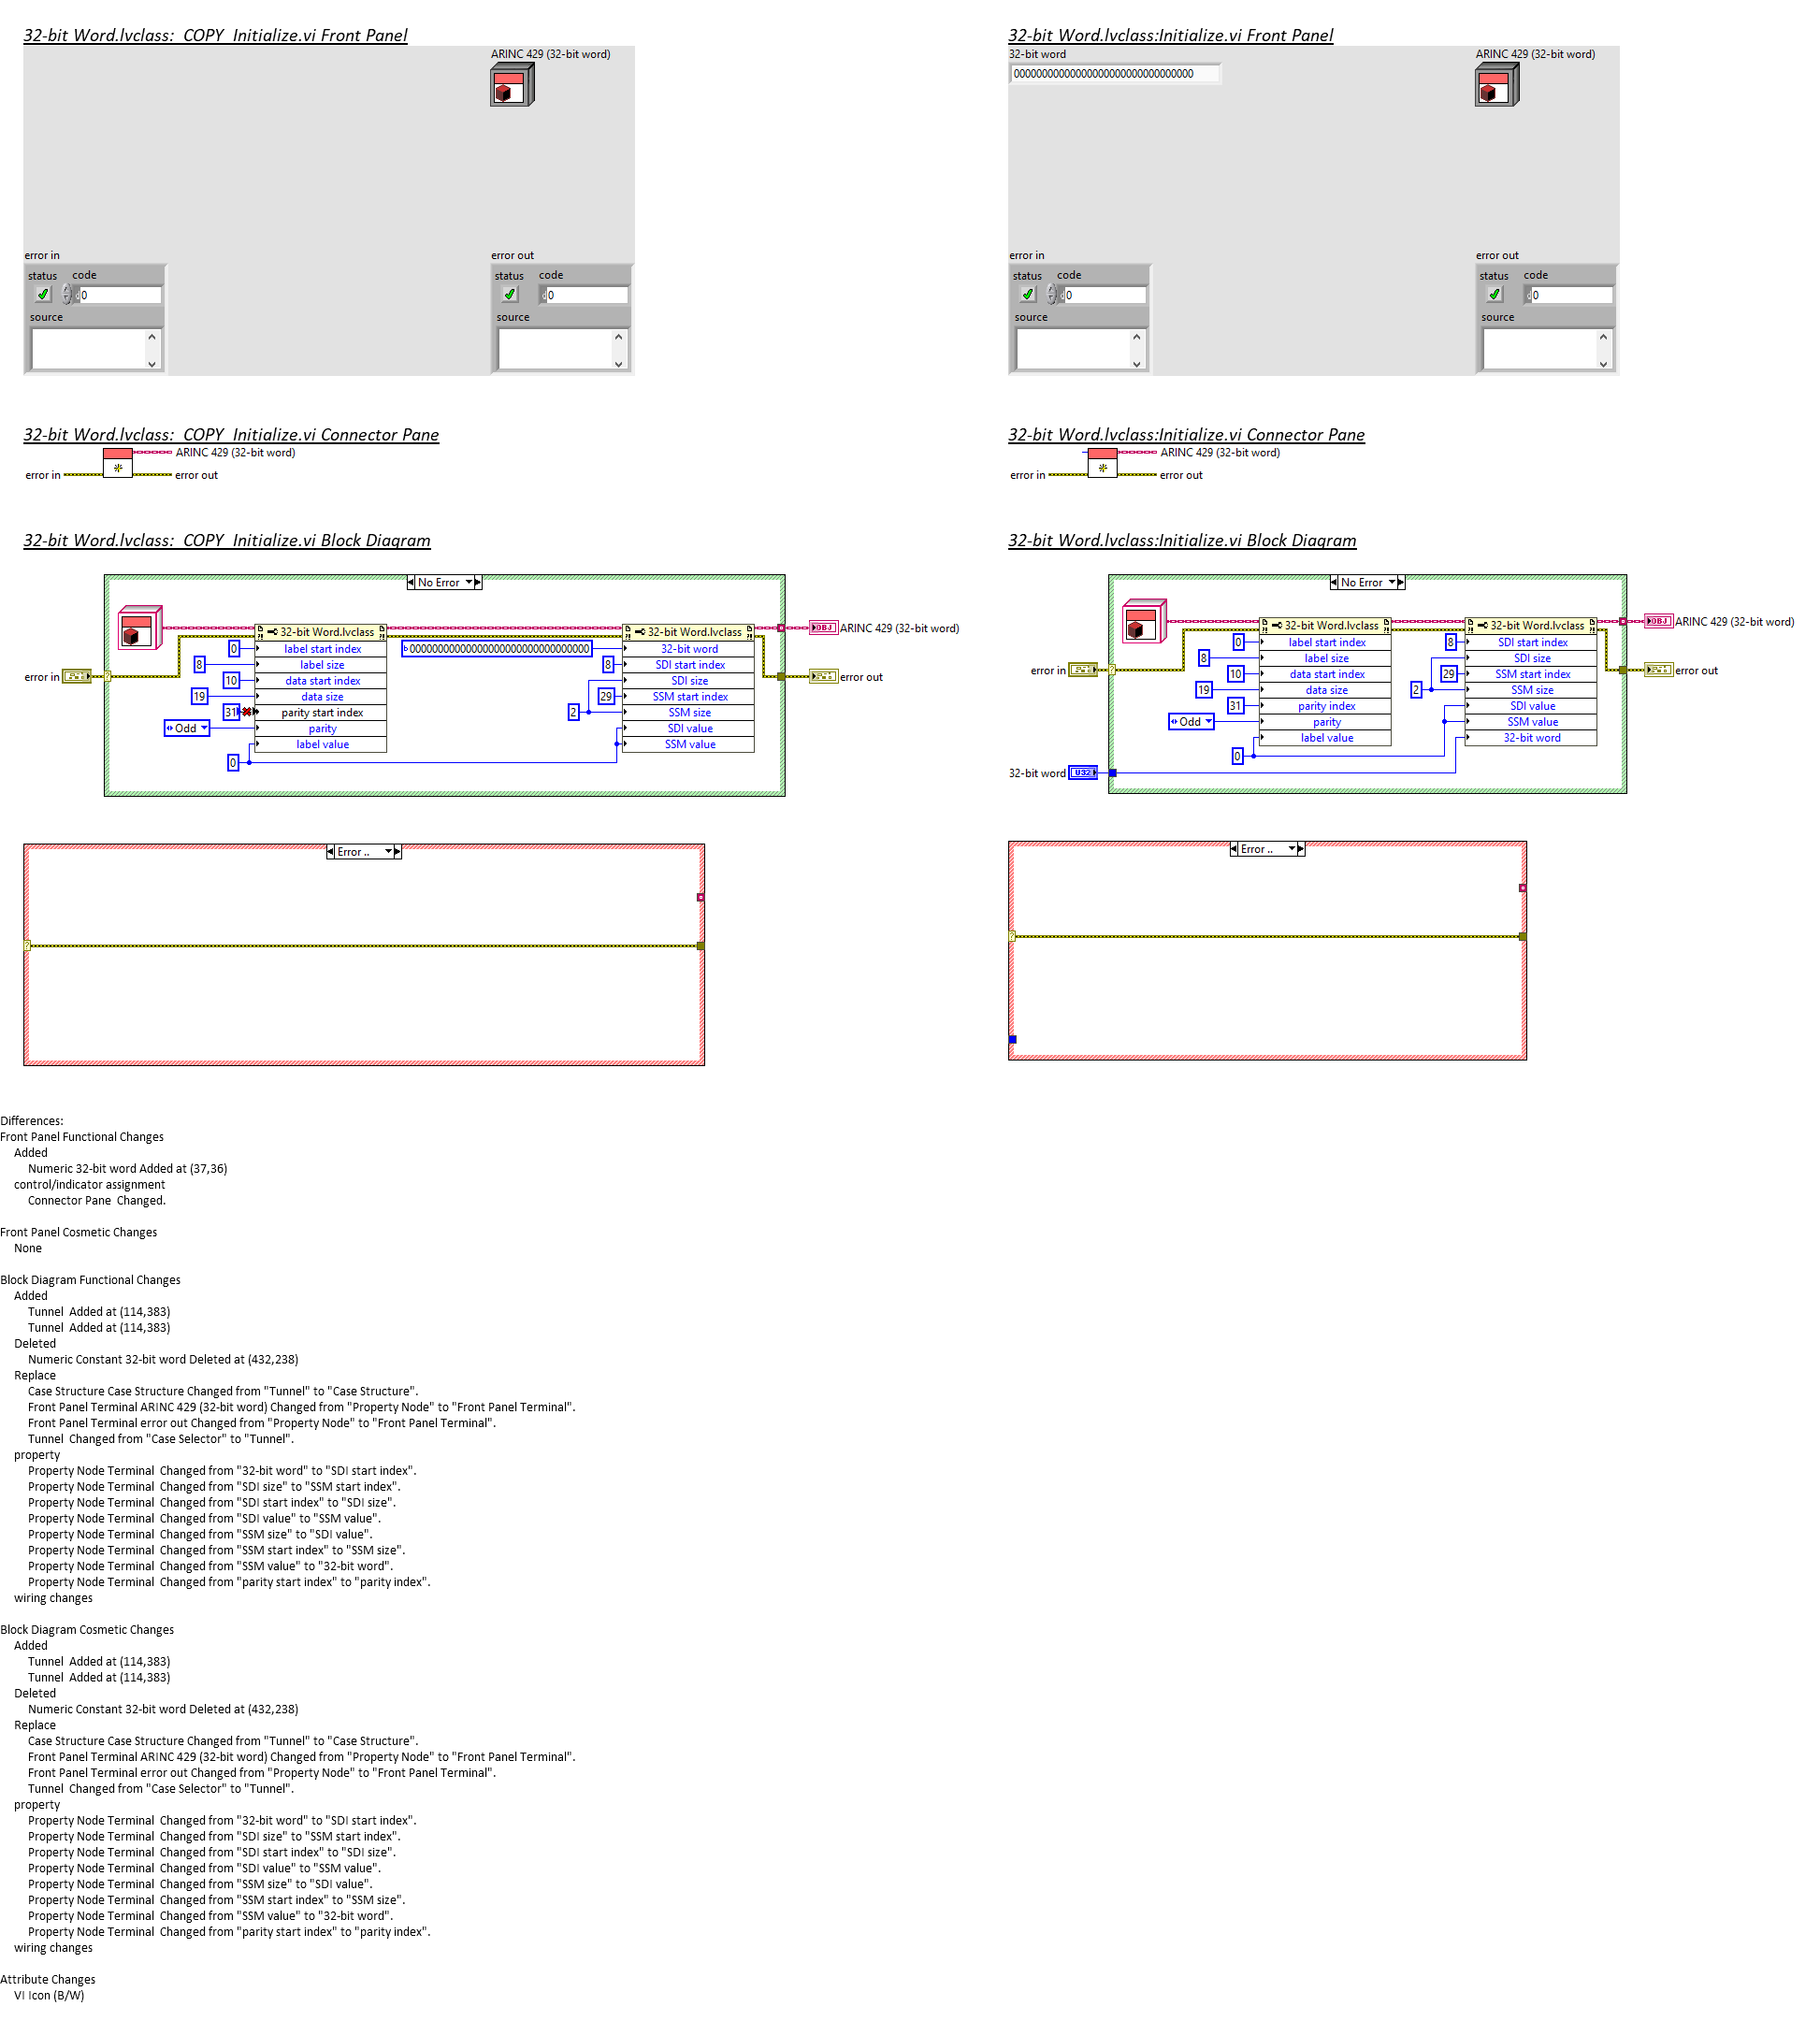 32-bit Word.lvclass:  COPY  Initialize.vi Front Panel
ARINC 429 (32-bit word)
error in
status
code
0
source
error out
status
code
0
source
32-bit Word.lvclass:Initialize.vi Front Panel
32-bit word
00000000000000000000000000000000
ARINC 429 (32-bit word)
error in
status
code
0
source
error out
status
code
0
source
32-bit Word.lvclass:  COPY  Initialize.vi Connector Pane
ARINC 429 (32-bit word)
error in
error out
32-bit Word.lvclass:Initialize.vi Connector Pane
ARINC 429 (32-bit word)
error in
error out
32-bit Word.lvclass:  COPY  Initialize.vi Block Diagram
No Error
32-bit Word.lvclass
0 label start index
8 label size
10 data start index
19 data size
31 parity start index
Odd parity
0 label value
32-bit Word.lvclass
b 00000000000000000000000000000000 32-bit word
8 SDI start index
SDI size
29 SSM start index
2 SSM size
SDI value
SSM value
OBJ ARINC 429 (32-bit word)
error in
error out
Error ..
32-bit Word.lvclass:Initialize.vi Block Diagram
No Error
32-bit Word.lvclass
0 label start index
8 label size
10 data start index
19 data size
31 parity index
Odd parity
0 label value
32-bit Word.lvclass
8 SDI start index
SDI size
29 SSM start index
2 SSM size
SDI value
SSM value
32-bit word
OBJ ARINC 429 (32-bit word)
error in
error out
32-bit word U32
Error ..
Differences:
Front Panel Functional Changes
Added
Numeric 32-bit word Added at (37,36)
control/indicator assignment
Connector Pane  Changed.
Front Panel Cosmetic Changes
None
Block Diagram Functional Changes
Added
Tunnel  Added at (114,383)
Tunnel  Added at (114,383)
Deleted
Numeric Constant 32-bit word Deleted at (432,238)
Replace
Case Structure Case Structure Changed from "Tunnel" to "Case Structure".
Front Panel Terminal ARINC 429 (32-bit word) Changed from "Property Node" to "Front Panel Terminal".
Front Panel Terminal error out Changed from "Property Node" to "Front Panel Terminal".
Tunnel  Changed from "Case Selector" to "Tunnel".
property
Property Node Terminal  Changed from "32-bit word" to "SDI start index".
Property Node Terminal  Changed from "SDI size" to "SSM start index".
Property Node Terminal  Changed from "SDI start index" to "SDI size".
Property Node Terminal  Changed from "SDI value" to "SSM value".
Property Node Terminal  Changed from "SSM size" to "SDI value".
Property Node Terminal  Changed from "SSM start index" to "SSM size".
Property Node Terminal  Changed from "SSM value" to "32-bit word".
Property Node Terminal  Changed from "parity start index" to "parity index".
wiring changes
Block Diagram Cosmetic Changes
Added
Tunnel  Added at (114,383)
Tunnel  Added at (114,383)
Deleted
Numeric Constant 32-bit word Deleted at (432,238)
Replace
Case Structure Case Structure Changed from "Tunnel" to "Case Structure".
Front Panel Terminal ARINC 429 (32-bit word) Changed from "Property Node" to "Front Panel Terminal".
Front Panel Terminal error out Changed from "Property Node" to "Front Panel Terminal".
Tunnel  Changed from "Case Selector" to "Tunnel".
property
Property Node Terminal  Changed from "32-bit word" to "SDI start index".
Property Node Terminal  Changed from "SDI size" to "SSM start index".
Property Node Terminal  Changed from "SDI start index" to "SDI size".
Property Node Terminal  Changed from "SDI value" to "SSM value".
Property Node Terminal  Changed from "SSM size" to "SDI value".
Property Node Terminal  Changed from "SSM start index" to "SSM size".
Property Node Terminal  Changed from "SSM value" to "32-bit word".
Property Node Terminal  Changed from "parity start index" to "parity index".
wiring changes
Attribute Changes
VI Icon (B/W)